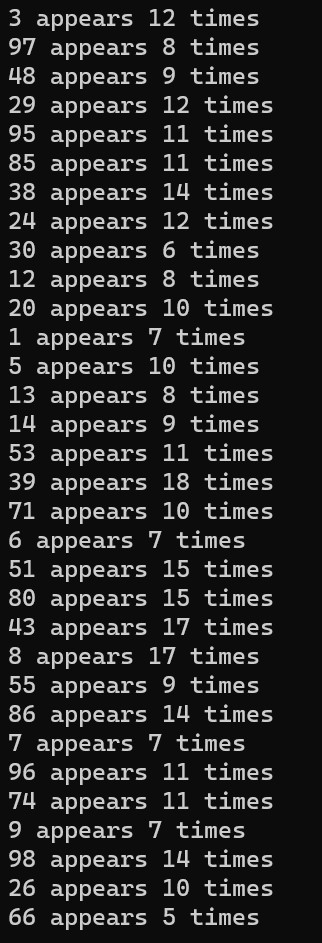 3 appears 12 times
97 appears 8 times
48 appears 9 times
29 appears 12 times
95 appears 11 times
85 appears 11 times
38 appears 14 times
24 appears 12 times
30 appears 6 times
12 appears 8 times
20 appears 10 times
1 appears 7 times
5 appears 10 times
13 appears 8 times
14 appears 9 times
53 appears 11 times
39 appears 18 times
71 appears 10 times
6 appears 7 times
51 appears 15 times
80 appears 15 times
43 appears 17 times
8 appears 17 times
55 appears 9 times
86 appears 14 times
7 appears 7 times
96 appears 11 times
74 appears 11 times
9 appears 7 times
98 appears 14 times
26 appears 10 times
66 appears 5 times